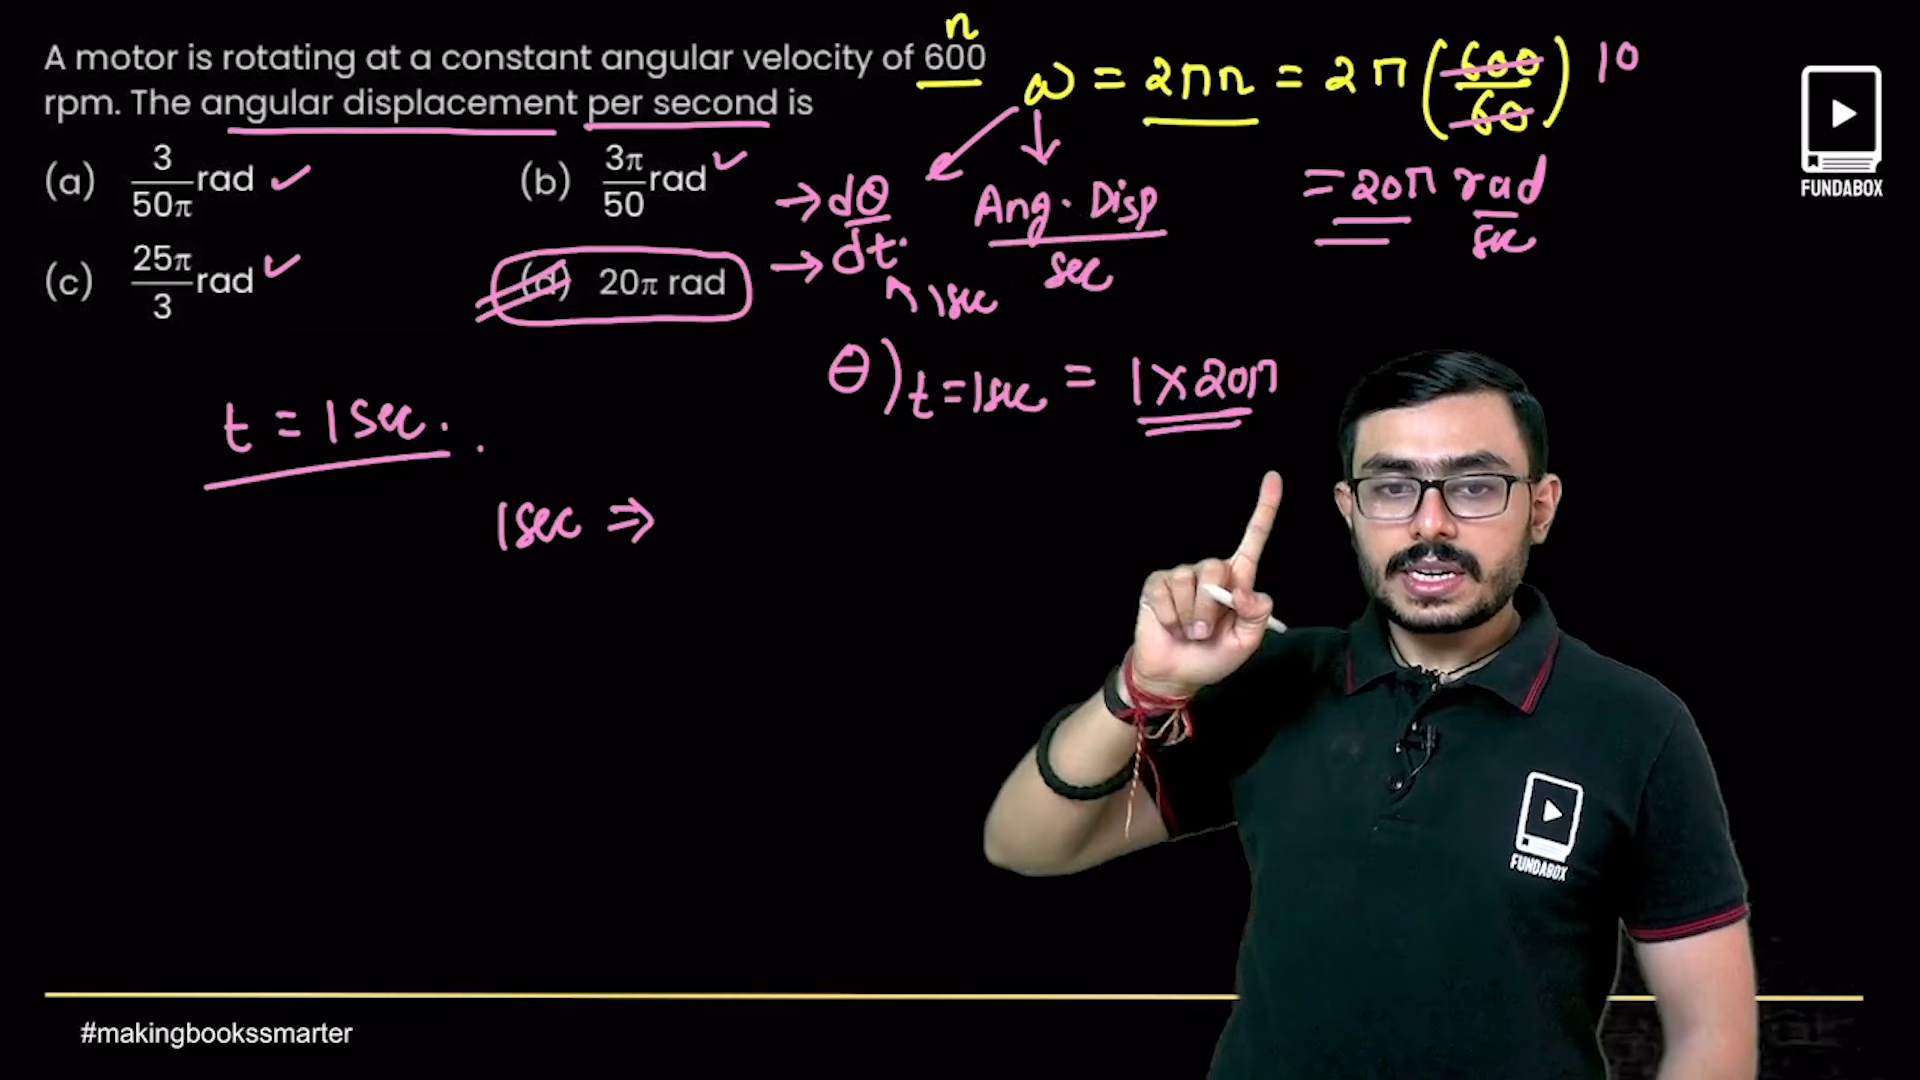 A motor is rotating at a constant angular velocity of 600
rpm. The angular displacement per second is
(a) 3/50π rad ✓
(b) 3π/50 rad ✓
(c) 25π/3 rad ✓
(d) 20π rad
n
ω = 2πn = 2π (600/60) 10
= 20π rad/sec
→ dθ
→ dt
1sec
Ang. Disp/sec
θ) t=1sec = 1×20π
t = 1sec.
1sec ⇒
FUNDABOX
FUNDABOX
#makingbookssmarter